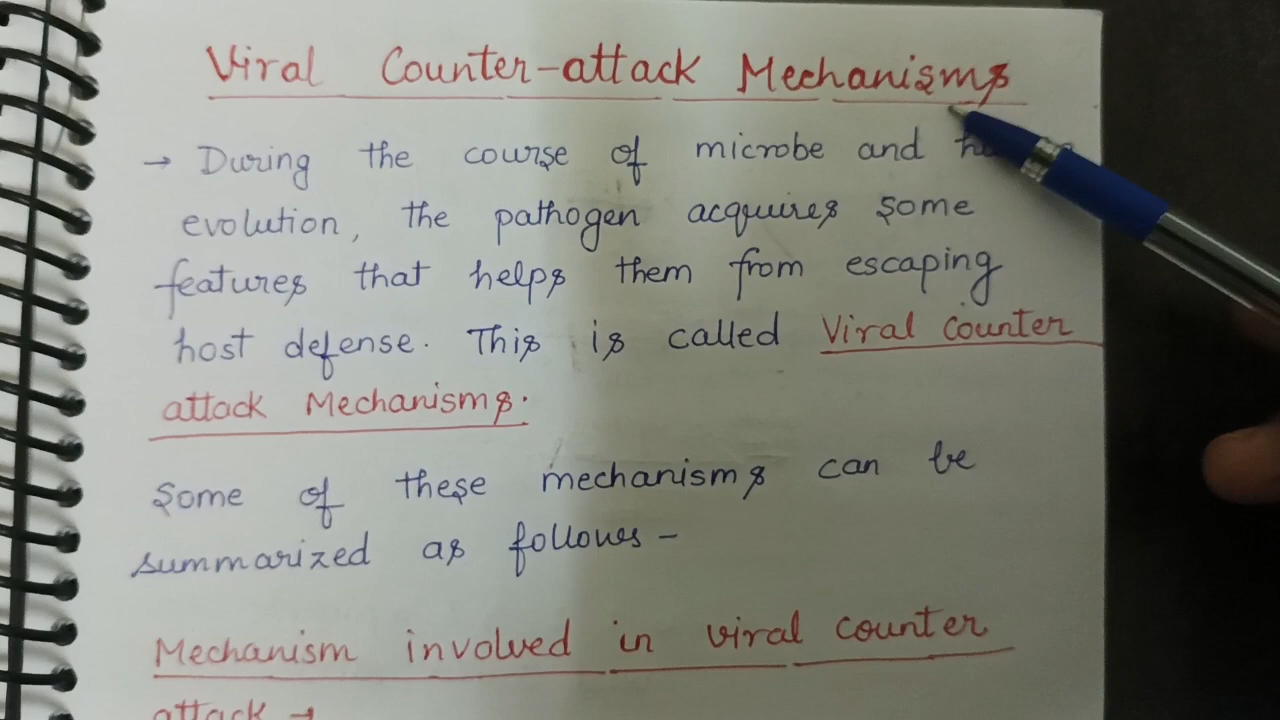 Viral Counter-attack Mechanisms
→ During the course of microbe and
evolution, the pathogen acquires some
features that helps them from escaping
host defense. This is called Viral counter
attack Mechanisms.
Some of these mechanisms can be
summarized as follows -
Mechanism involved in viral counter
attack →